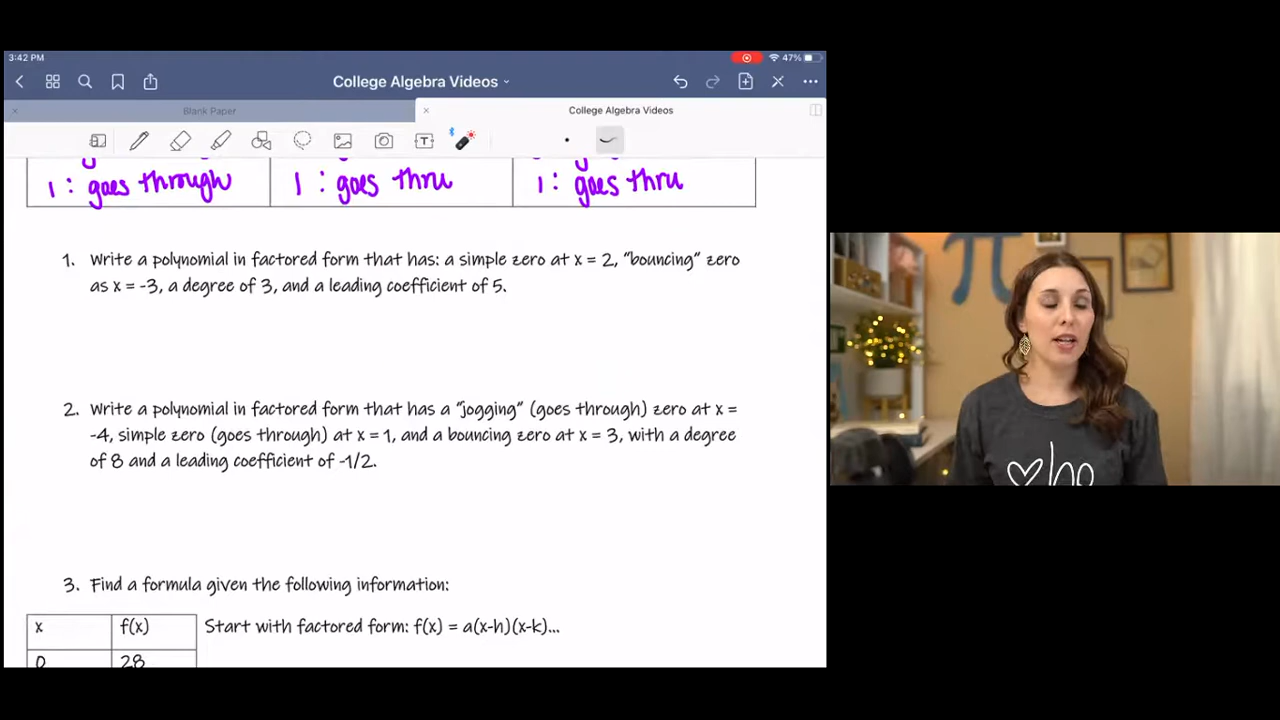 3:42 PM
47%
College Algebra Videos
Blank Paper
College Algebra Videos
1 : goes through
1 : goes thru
1 : goes thru
1. Write a polynomial in factored form that has: a simple zero at x = 2, "bouncing" zero
as x = -3, a degree of 3, and a leading coefficient of 5.
2. Write a polynomial in factored form that has a "jogging" (goes through) zero at x =
-4, simple zero (goes through) at x = 1, and a bouncing zero at x = 3, with a degree
of 8 and a leading coefficient of -1/2.
3. Find a formula given the following information:
x f(x) Start with factored form: f(x) = a(x-h)(x-k)...
0 28